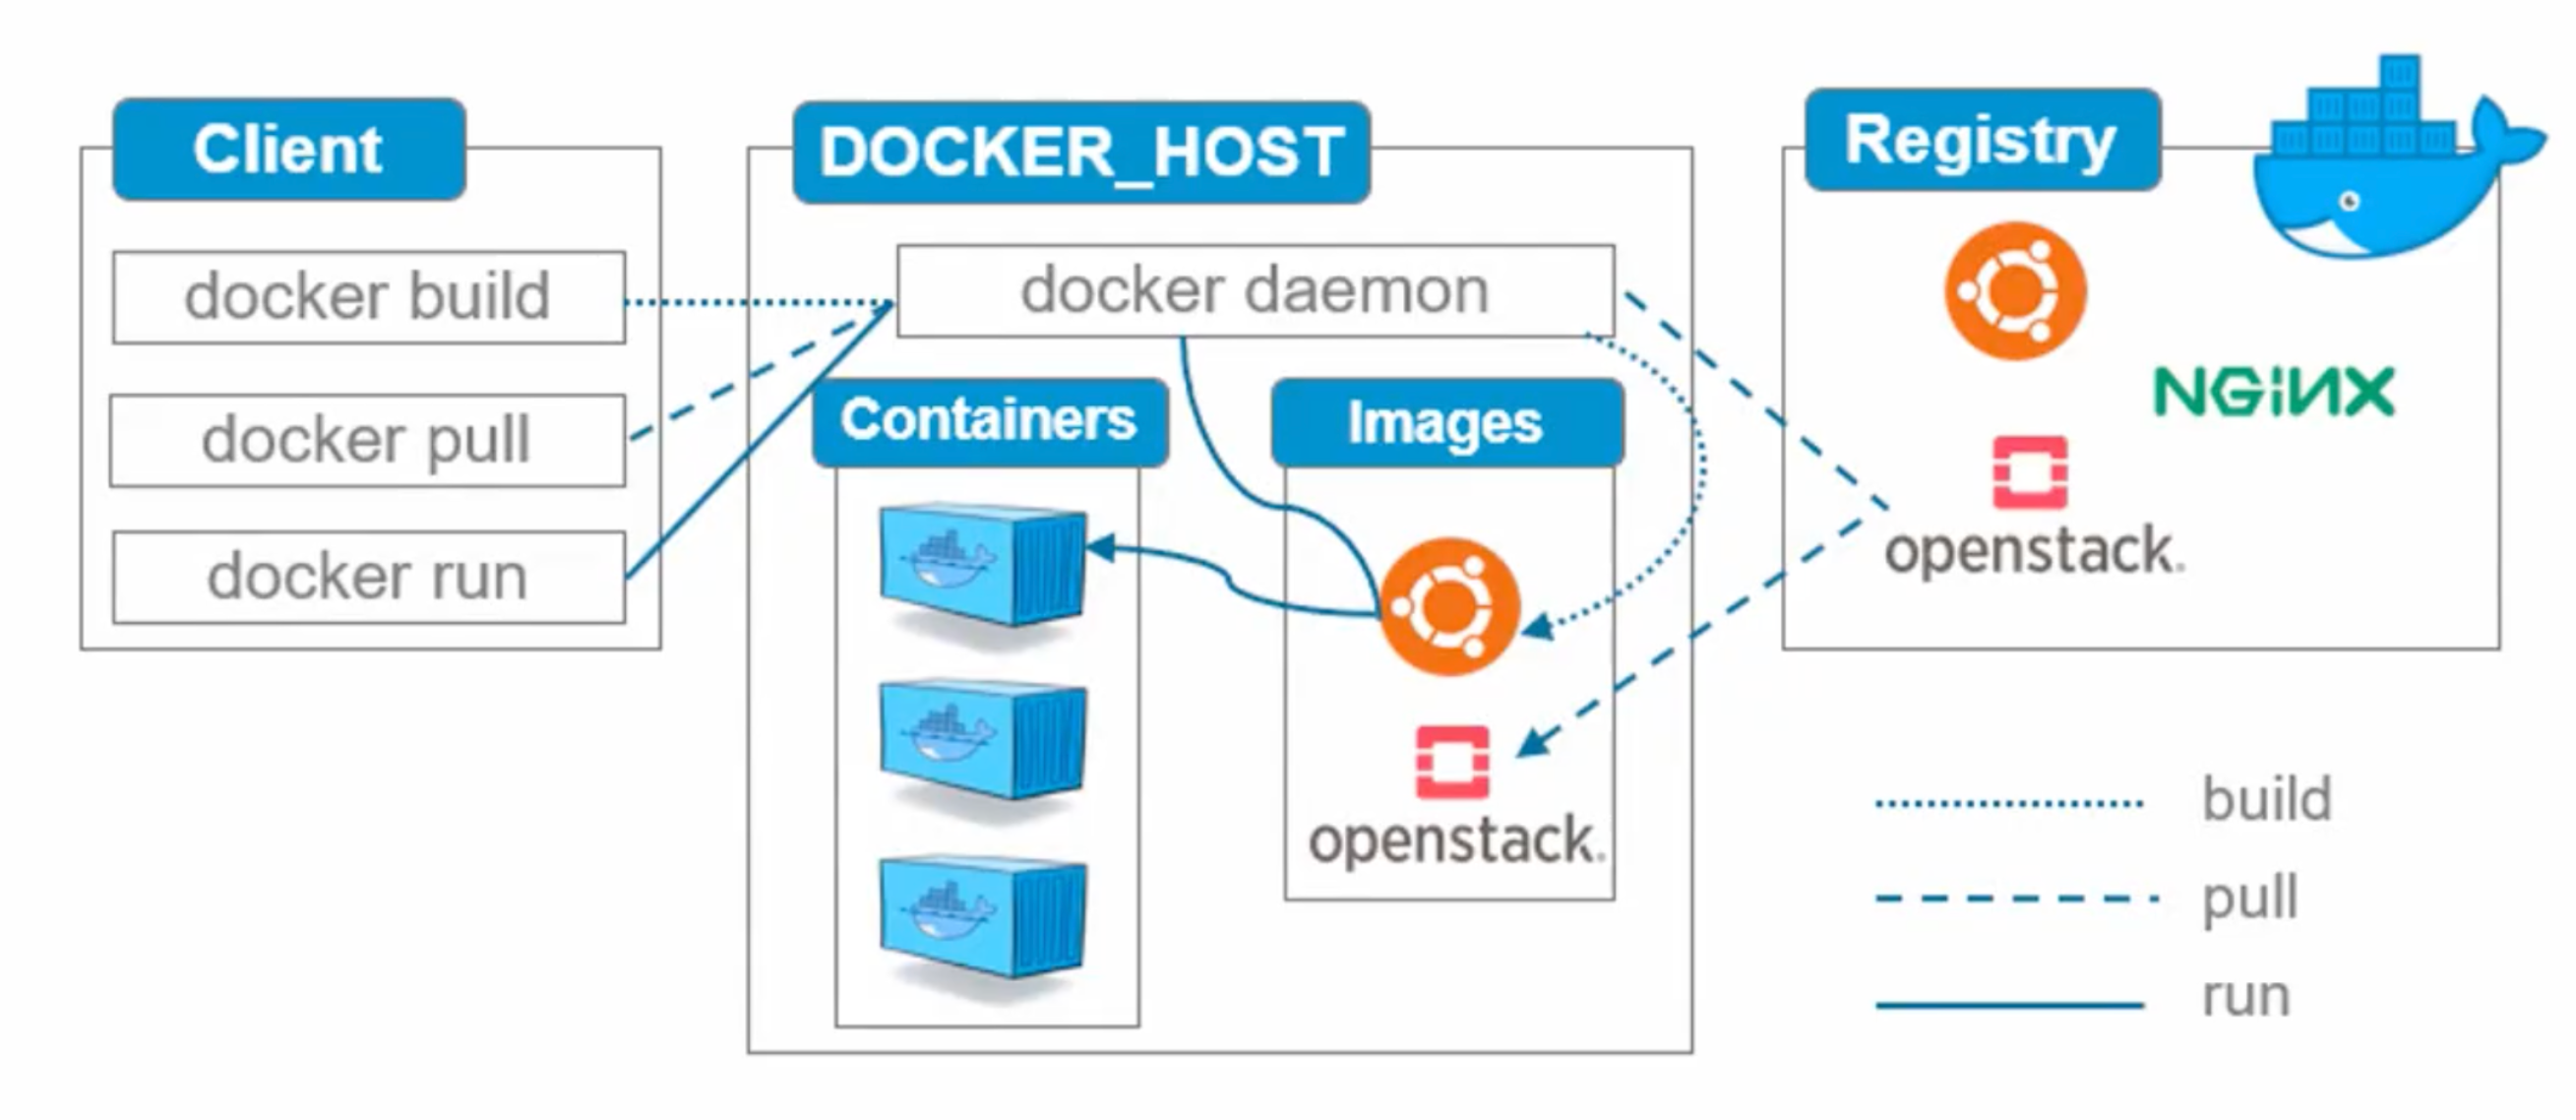 Client
docker build
docker pull
docker run
DOCKER_HOST
docker daemon
Containers
Images
openstack.
Registry
NGINX
openstack.
build
pull
run